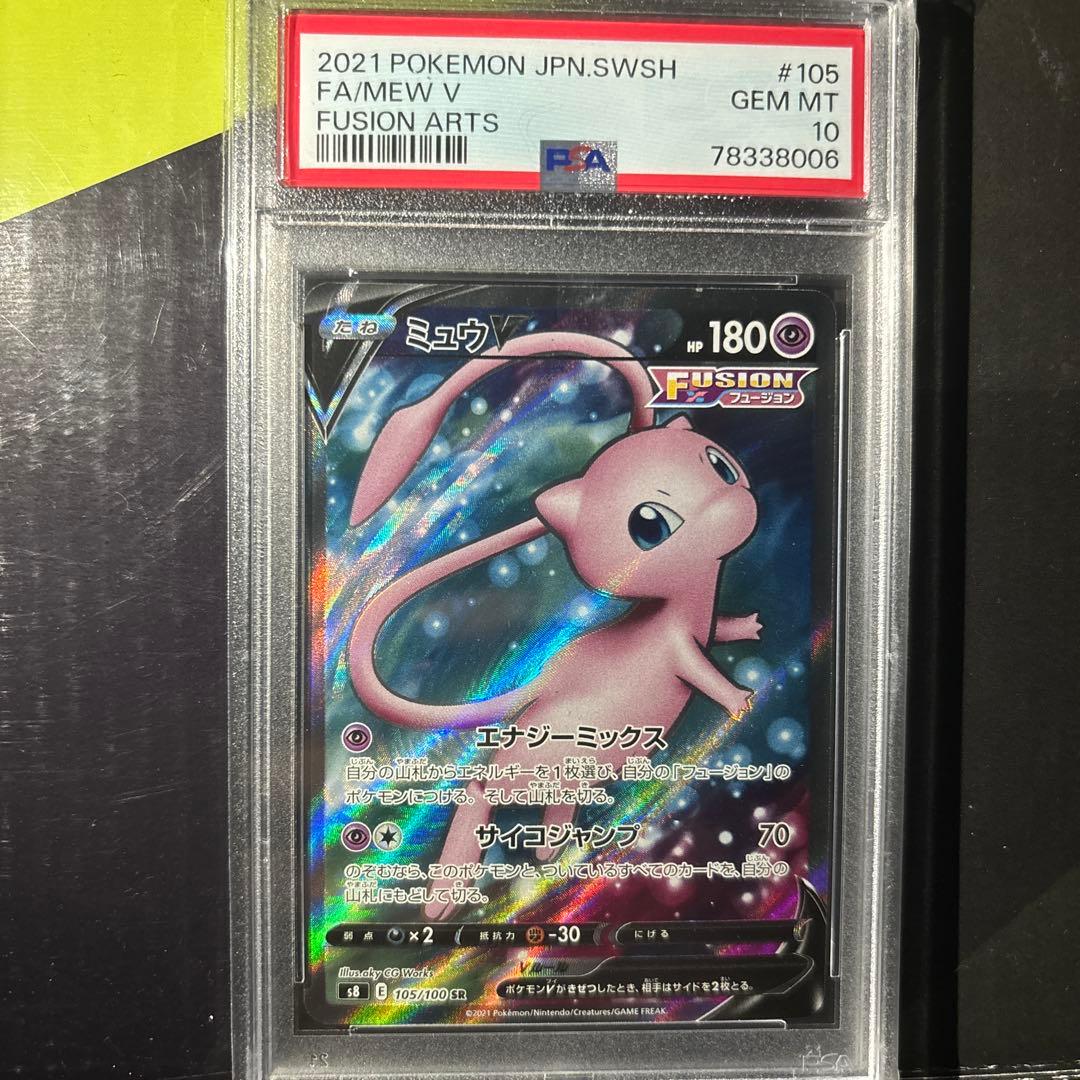 2021 POKEMON JPN.SWSH #105
FA/MEW V GEM MT
FUSION ARTS 10
PSA 78338006
たね ミュウV HP 180
FUSION
フュージョン
エナジーミックス
自分の山札からエネルギーを1枚選び、自分の「フュージョン」の
ポケモンにつける。そして山札を切る。
サイコジャンプ 70
のぞむなら、このポケモンと、ついているすべてのカードを、自分の
山札にもどして切る。
弱点 ×2 抵抗力 -30 にげる
Illus.aky CG Works
s8 E 105/100 SR
ポケモンVがきぜつしたとき、相手はサイドを2枚とる。
©2021 Pokémon/Nintendo/Creatures/GAME FREAK.